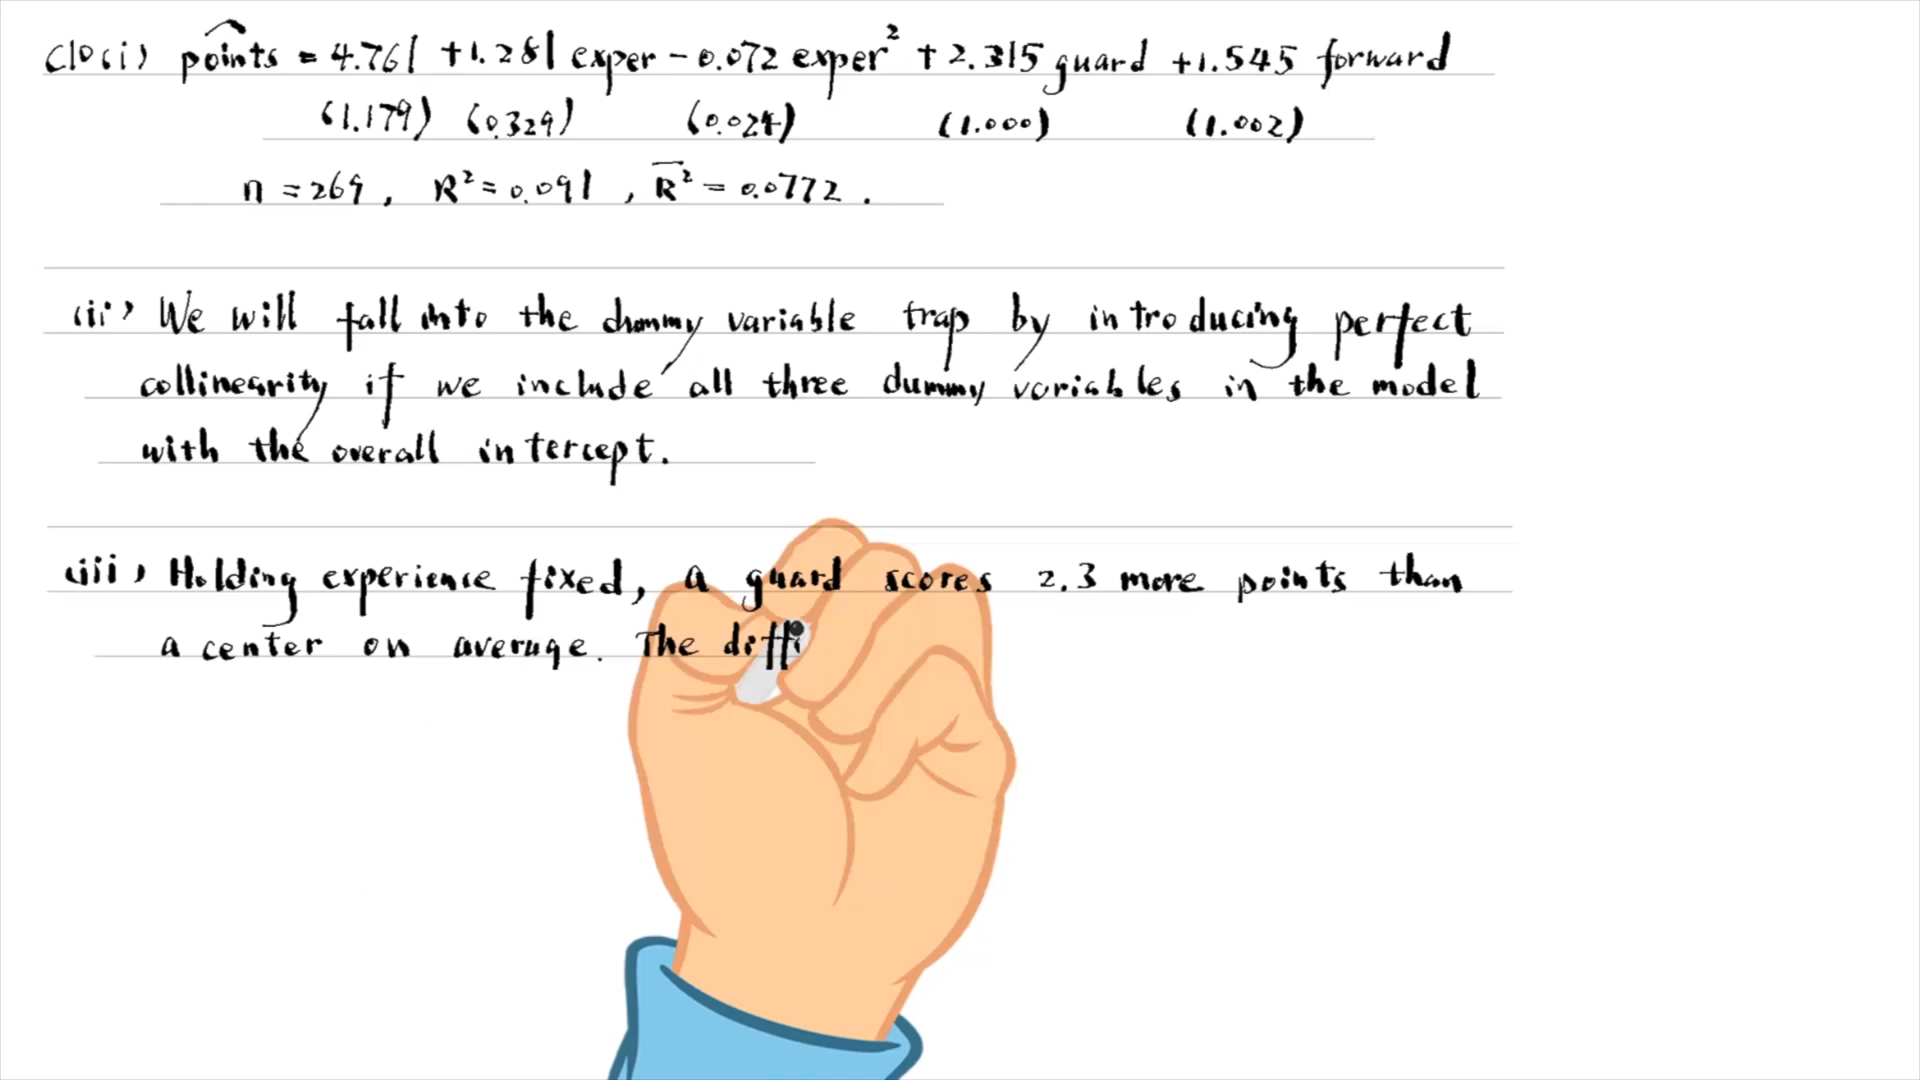 C10(i) points = 4.761 + 1.281 exper - 0.072 exper² + 2.315 guard + 1.545 forward
(1.179) (0.329) (0.024) (1.000) (1.002)
n = 269, R² = 0.091, R̅² = 0.0772.
(ii) We will fall into the dummy variable trap by introducing perfect
collinearity if we include all three dummy variables in the model
with the overall intercept.
(iii) Holding experience fixed, a guard scores 2.3 more points than
a center on average. The diffi